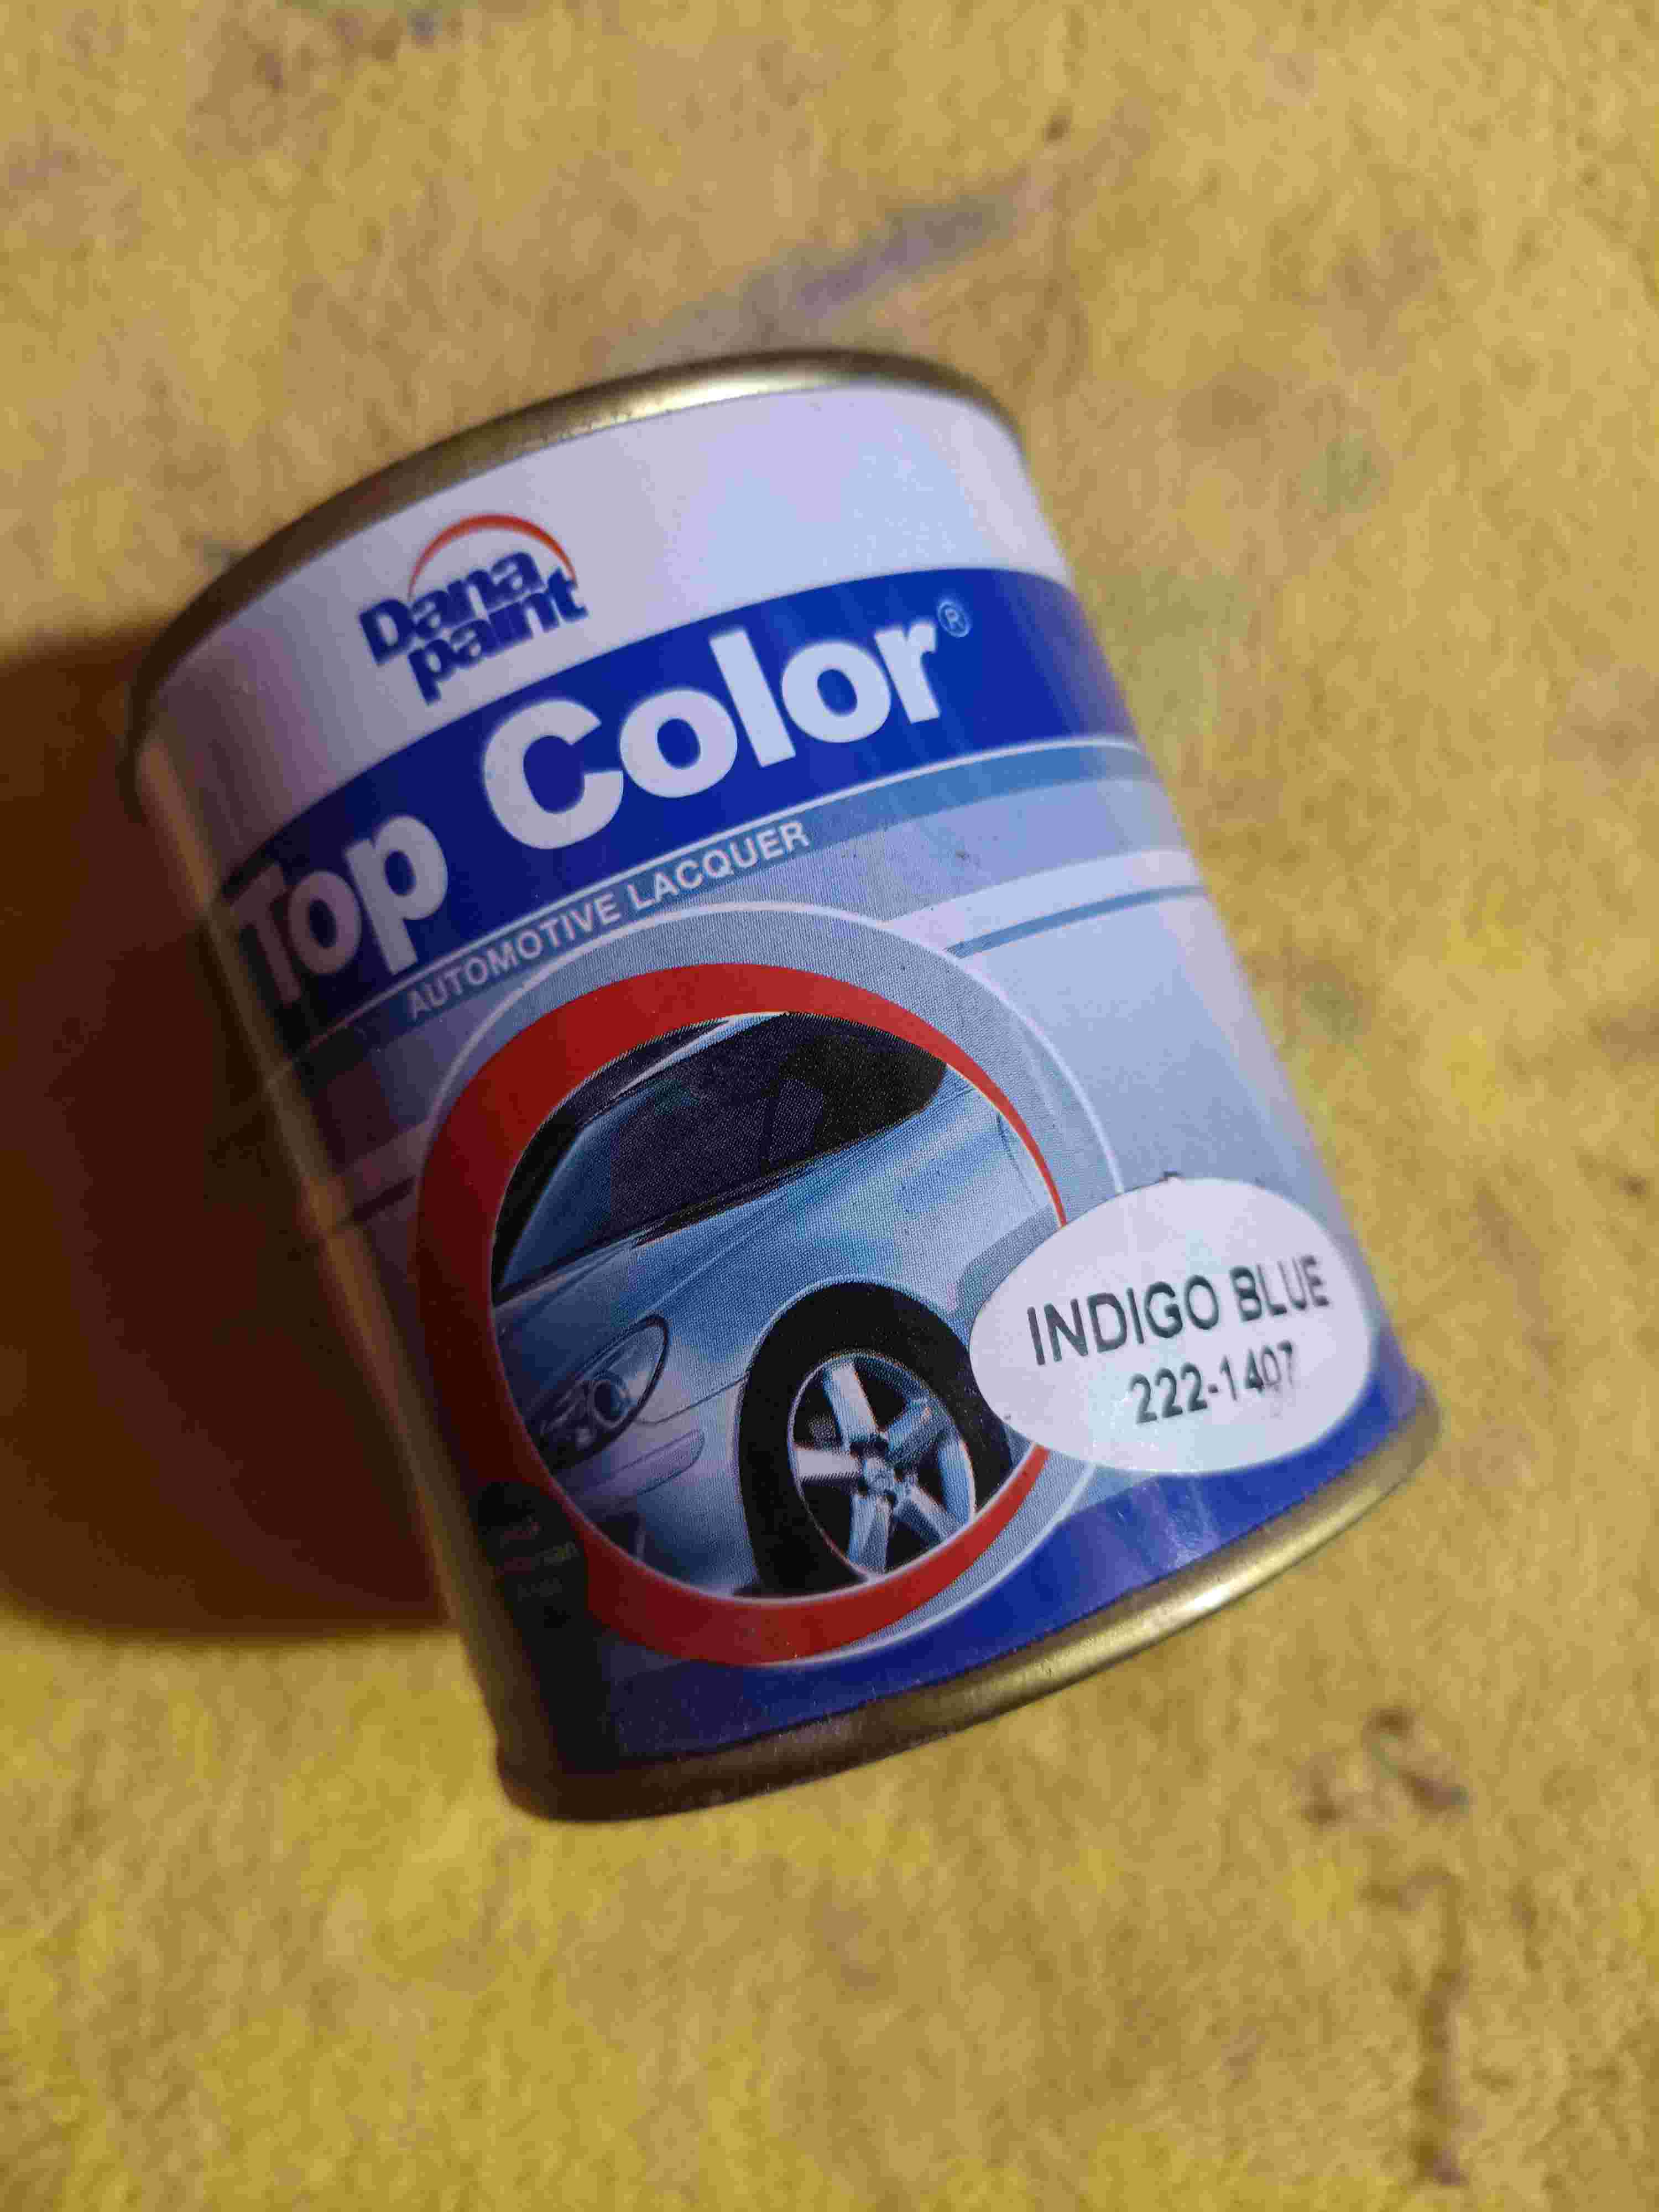 Dana
paint
Top Color®
AUTOMOTIVE LACQUER
INDIGO BLUE
222-1407